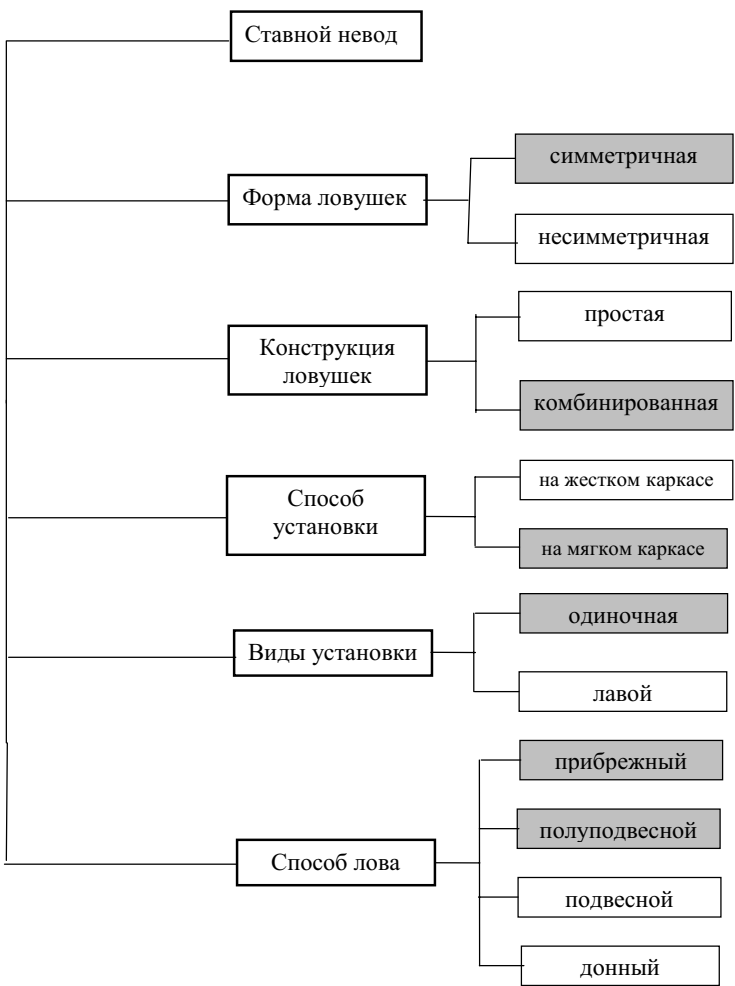 Ставной невод
симметричная
Форма ловушек
несимметричная
простая
Конструкция
ловушек
комбинированная
на жестком каркасе
Способ
установки
на мягком каркасе
одиночная
Виды установки
лавой
прибрежный
полуподвесной
Способ лова
подвесной
донный